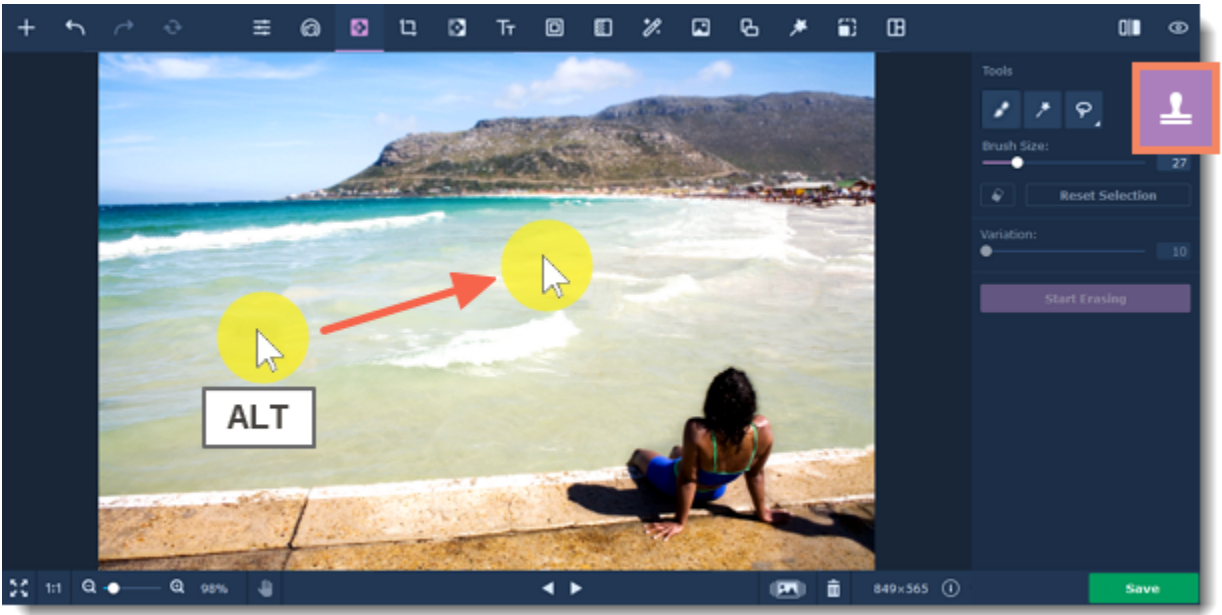 Tools
Brush Size:
27
Reset Selection
Variation:
10
Start Erasing
ALT
1:1
98%
849×565
Save